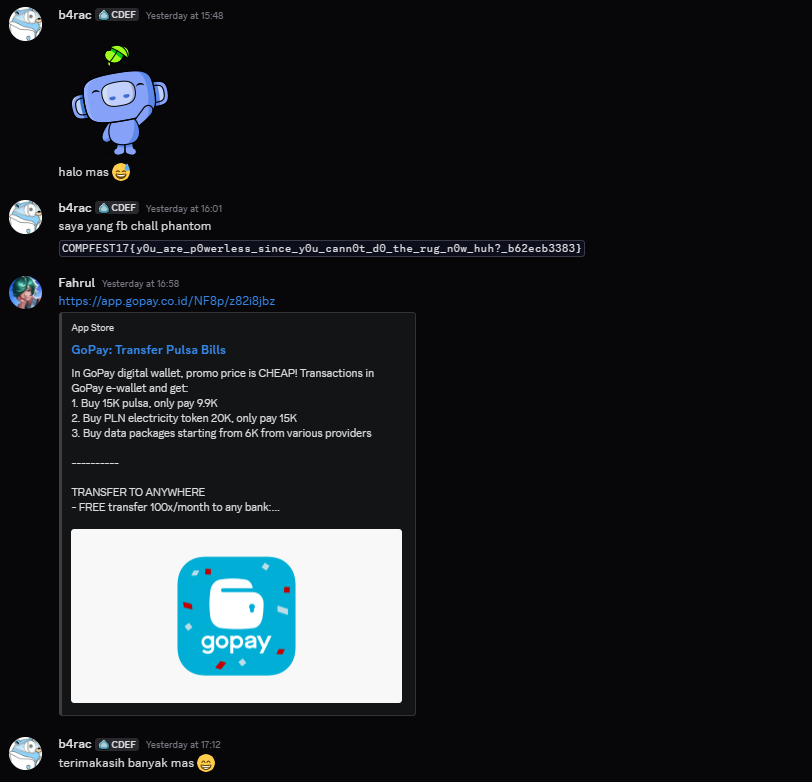 b4rac CDEF Yesterday at 15:48
halo mas
b4rac CDEF Yesterday at 16:01
saya yang fb chall phantom
COMPFEST17{y0u_are_p0werless_since_y0u_cann0t_d0_the_rug_n0w_huh?_b62ecb3383}
Fahrul Yesterday at 16:58
https://app.gopay.co.id/NF8p/z82i8jbz
App Store
GoPay: Transfer Pulsa Bills
In GoPay digital wallet, promo price is CHEAP! Transactions in
GoPay e-wallet and get:
1. Buy 15K pulsa, only pay 9.9K
2. Buy PLN electricity token 20K, only pay 15K
3. Buy data packages starting from 6K from various providers
----------
TRANSFER TO ANYWHERE
- FREE transfer 100x/month to any bank:...
gopay
b4rac CDEF Yesterday at 17:12
terimakasih banyak mas